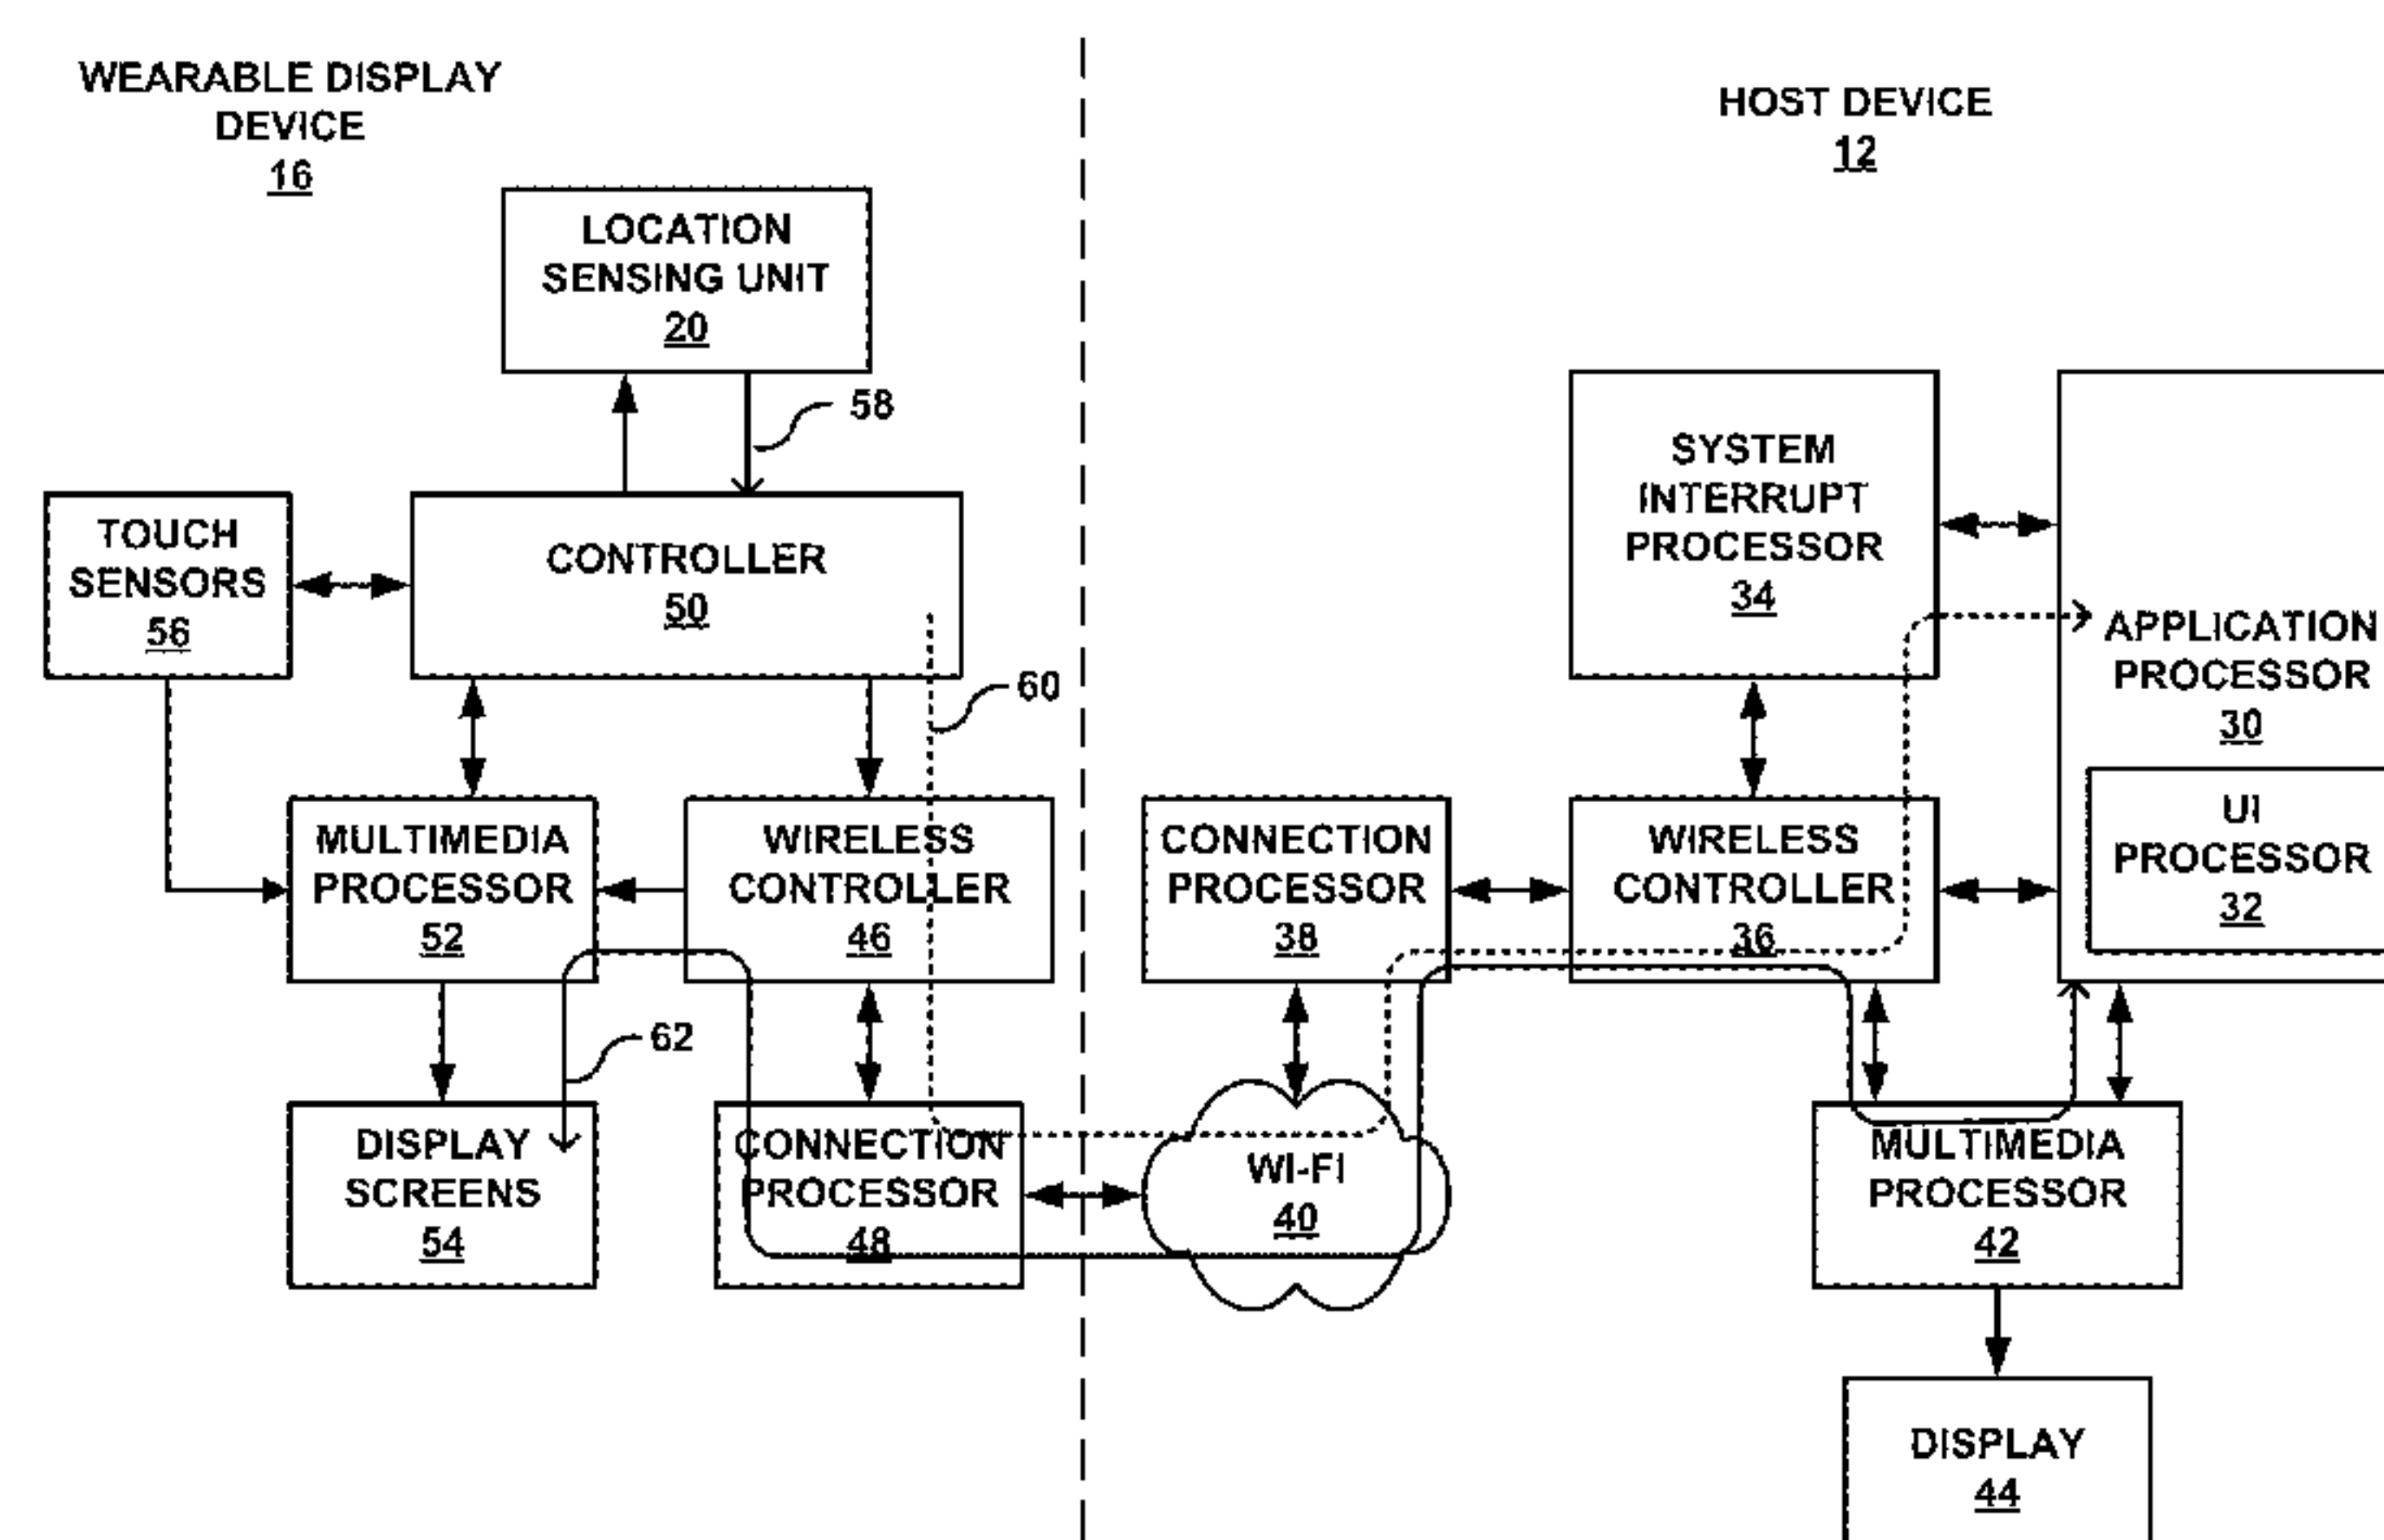 WEARABLE DISPLAY
DEVICE
16
HOST DEVICE
12
LOCATION
SENSING UNIT
20
58
TOUCH
SENSORS
56
CONTROLLER
50
60
SYSTEM
INTERRUPT
PROCESSOR
34
APPLICATION
PROCESSOR
30
UI
PROCESSOR
32
MULTIMEDIA
PROCESSOR
52
WIRELESS
CONTROLLER
46
CONNECTION
PROCESSOR
38
WIRELESS
CONTROLLER
36
62
DISPLAY
SCREENS
54
CONNECTION
PROCESSOR
48
WI-FI
40
MULTIMEDIA
PROCESSOR
42
DISPLAY
44